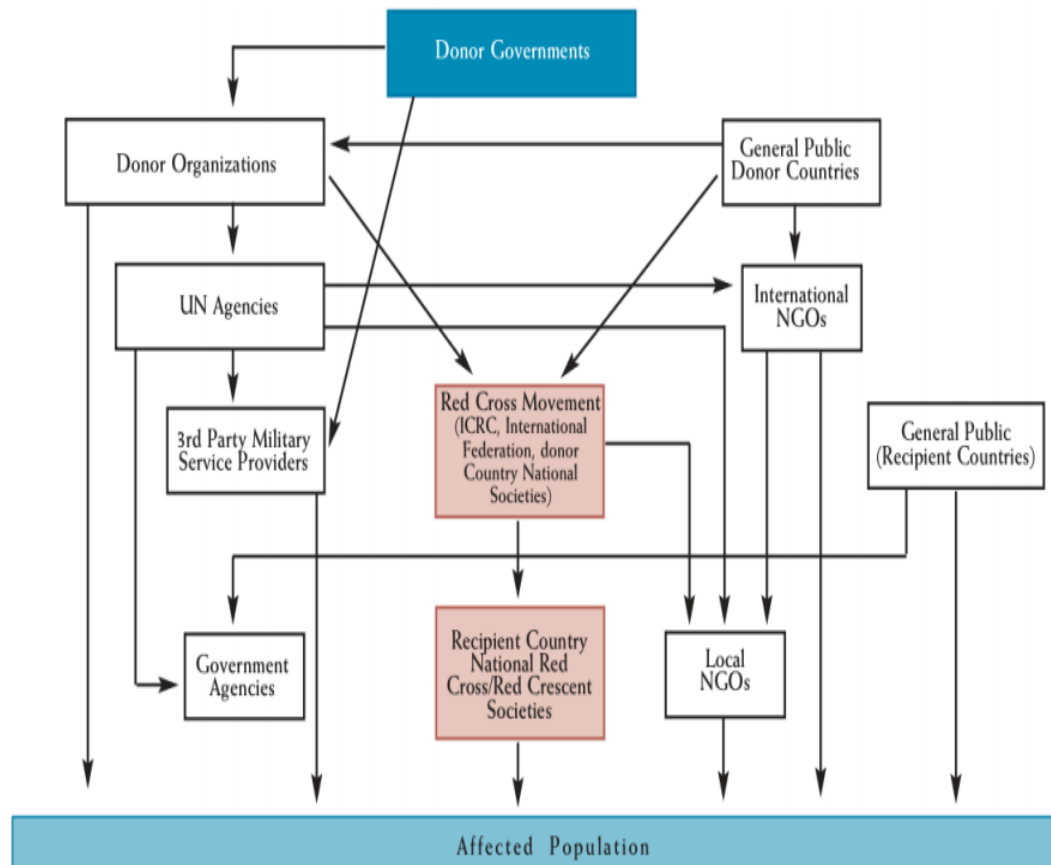 Donor Governments
Donor Organizations
General Public
Donor Countries
UN Agencies
International
NGOs
3rd Party Military
Service Providers
Red Cross Movement
(ICRC, International
Federation, donor
Country National
Societies)
General Public
(Recipient Countries)
Government
Agencies
Recipient Country
National Red
Cross/Red Crescent
Societies
Local
NGOs
Affected Population